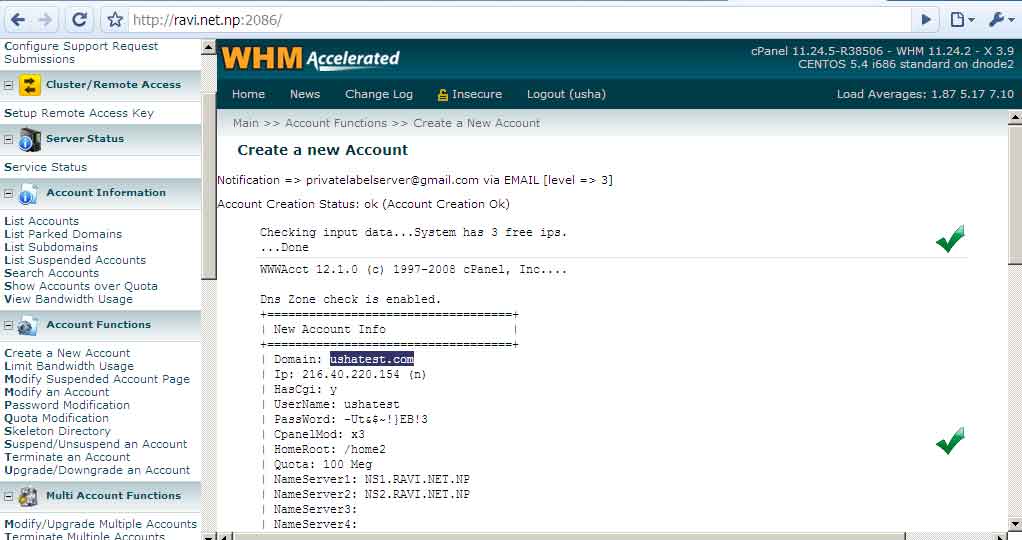 http://ravi.net.np:2086/
Configure Support Request
Submissions
Cluster/Remote Access
Setup Remote Access Key
Server Status
Service Status
Account Information
List Accounts
List Parked Domains
List Subdomains
List Suspended Accounts
Search Accounts
Show Accounts over Quota
View Bandwidth Usage
Account Functions
Create a New Account
Limit Bandwidth Usage
Modify Suspended Account Page
Modify an Account
Password Modification
Quota Modification
Skeleton Directory
Suspend/Unsuspend an Account
Terminate an Account
Upgrade/Downgrade an Account
Multi Account Functions
Modify/Upgrade Multiple Accounts
Terminate Multiple Accounts
WHM Accelerated
cPanel 11.24.5-R38506 - WHM 11.24.2 - X 3.9
CENTOS 5.4 i686 standard on dnode2
Home News Change Log Insecure Logout (usha) Load Averages: 1.87 5.17 7.10
Main >> Account Functions >> Create a New Account
Create a new Account
Notification => privatelabelserver@gmail.com via EMAIL [level => 3]
Account Creation Status: ok (Account Creation Ok)
Checking input data...System has 3 free ips.
...Done
WWWAcct 12.1.0 (c) 1997-2008 cPanel, Inc....
Dns Zone check is enabled.
+===================================+
| New Account Info |
+===================================+
| Domain: ushatest.com
| Ip: 216.40.220.154 (n)
| HasCgi: y
| UserName: ushatest
| PassWord: -Ut&$~!}EB!3
| CpanelMod: x3
| HomeRoot: /home2
| Quota: 100 Meg
| NameServer1: NS1.RAVI.NET.NP
| NameServer2: NS2.RAVI.NET.NP
| NameServer3:
| NameServer4: